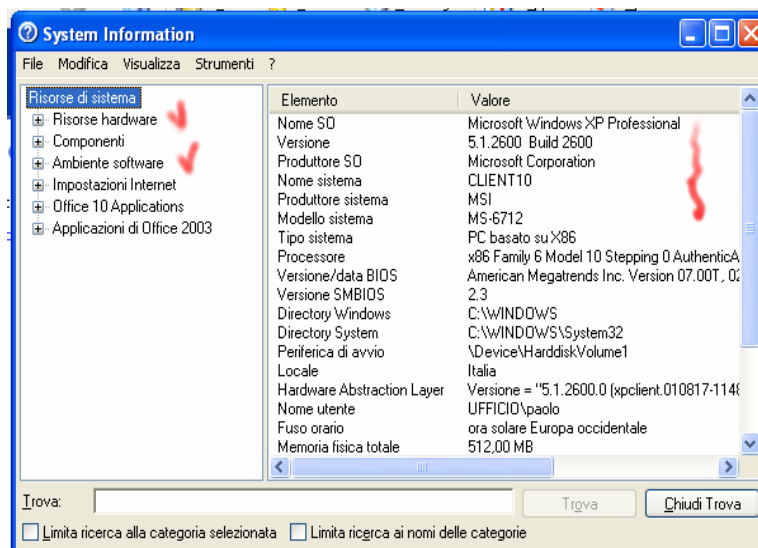 System Information
File Modifica Visualizza Strumenti ?
Risorse di sistema
Risorse hardware
Componenti
Ambiente software
Impostazioni Internet
Office 10 Applications
Applicazioni di Office 2003
Elemento Valore
Nome SO Microsoft Windows XP Professional
Versione 5.1.2600 Build 2600
Produttore SO Microsoft Corporation
Nome sistema CLIENT10
Produttore sistema MSI
Modello sistema MS-6712
Tipo sistema PC basato su X86
Processore x86 Family 6 Model 10 Stepping 0 AuthenticA
Versione/data BIOS American Megatrends Inc. Version 07.00T, 02
Versione SMBIOS 2.3
Directory Windows C:\WINDOWS
Directory System C:\WINDOWS\System32
Periferica di avvio \Device\HarddiskVolume1
Locale Italia
Hardware Abstraction Layer Versione = "5.1.2600.0 (xpclient.010817-1148
Nome utente UFFICIO\paolo
Fuso orario ora solare Europa occidentale
Memoria fisica totale 512,00 MB
Trova: Trova Chiudi Trova
Limita ricerca alla categoria selezionata Limita ricerca ai nomi delle categorie